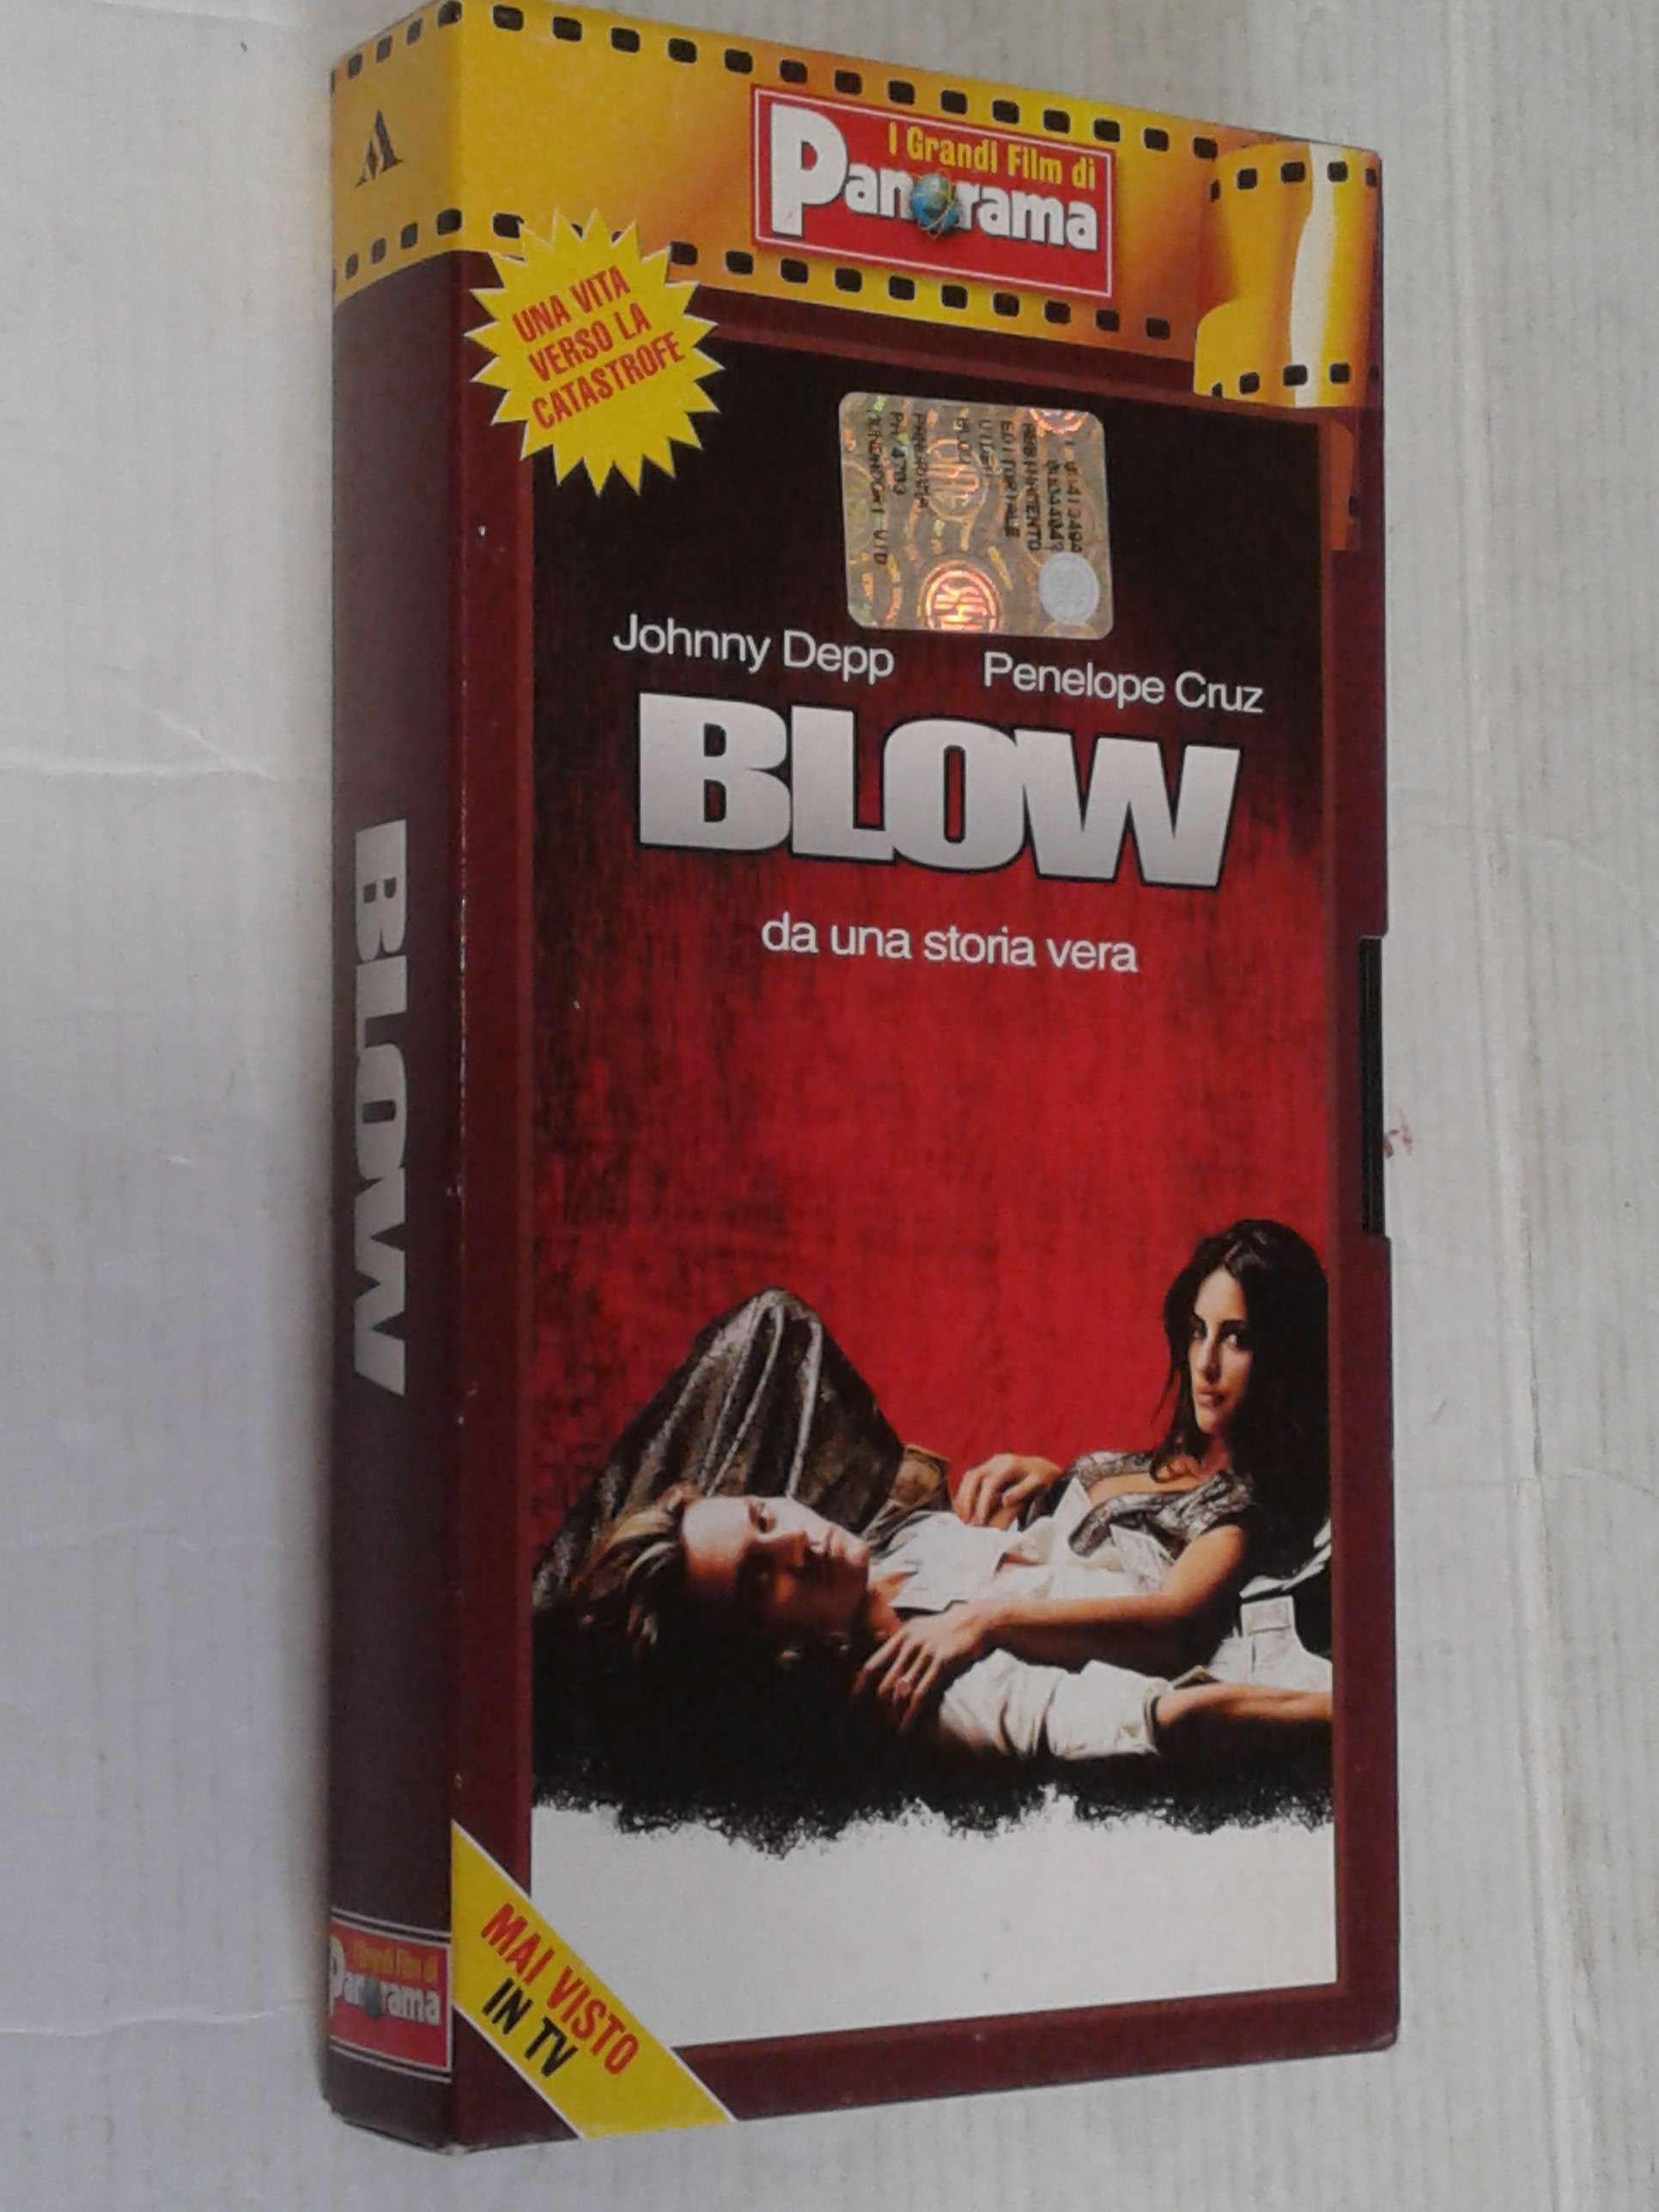 I Grandi Film di
Panorama
UNA VITA
VERSO LA
CATASTROFE
EDITORIALE
Johnny Depp Penelope Cruz
BLOW
da una storia vera
MAI VISTO
IN TV
BLOW
I Grandi Film di
Panorama